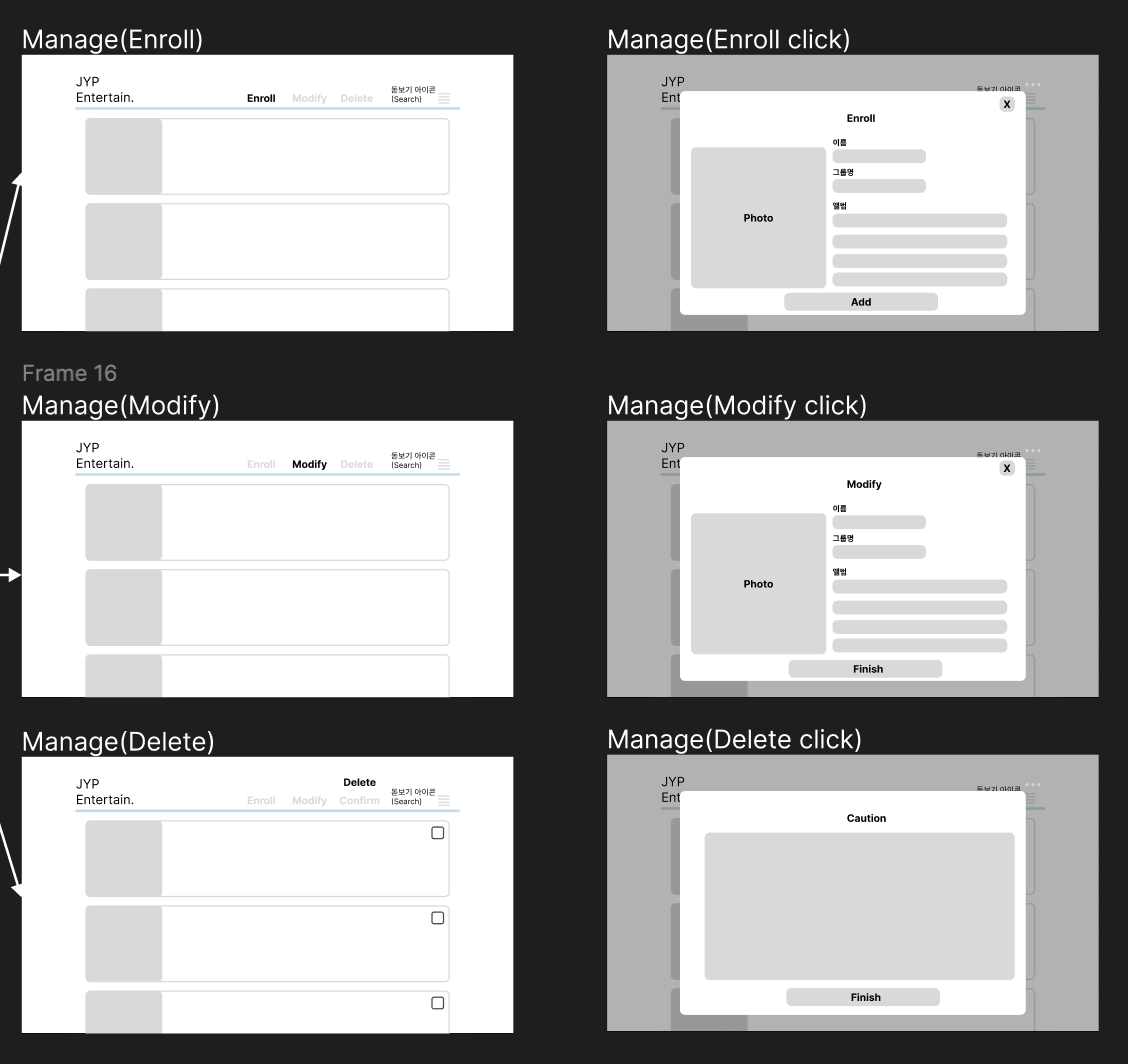 Manage(Enroll)
JYP
Entertain.
Enroll Modify Delete
돋보기 아이콘
(Search)
Manage(Enroll click)
JYP
Ent
돋보기 아이콘
X
Enroll
이름
그룹명
앨범
Photo
Add
Frame 16
Manage(Modify)
JYP
Entertain.
Enroll Modify Delete
돋보기 아이콘
(Search)
Manage(Modify click)
JYP
Ent
돋보기 아이콘
X
Modify
이름
그룹명
앨범
Photo
Finish
Manage(Delete)
JYP
Entertain.
Delete
Enroll Modify Confirm
돋보기 아이콘
(Search)
Manage(Delete click)
JYP
Ent
돋보기 아이콘
Caution
Finish